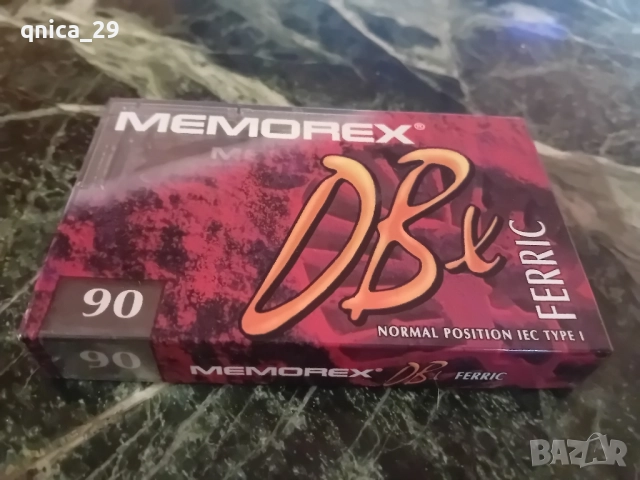 qnica_29
MEMOREX®
DBx
FERRIC
90
NORMAL POSITION IEC TYPE I
90
MEMOREX® DBx FERRIC
BAZAR